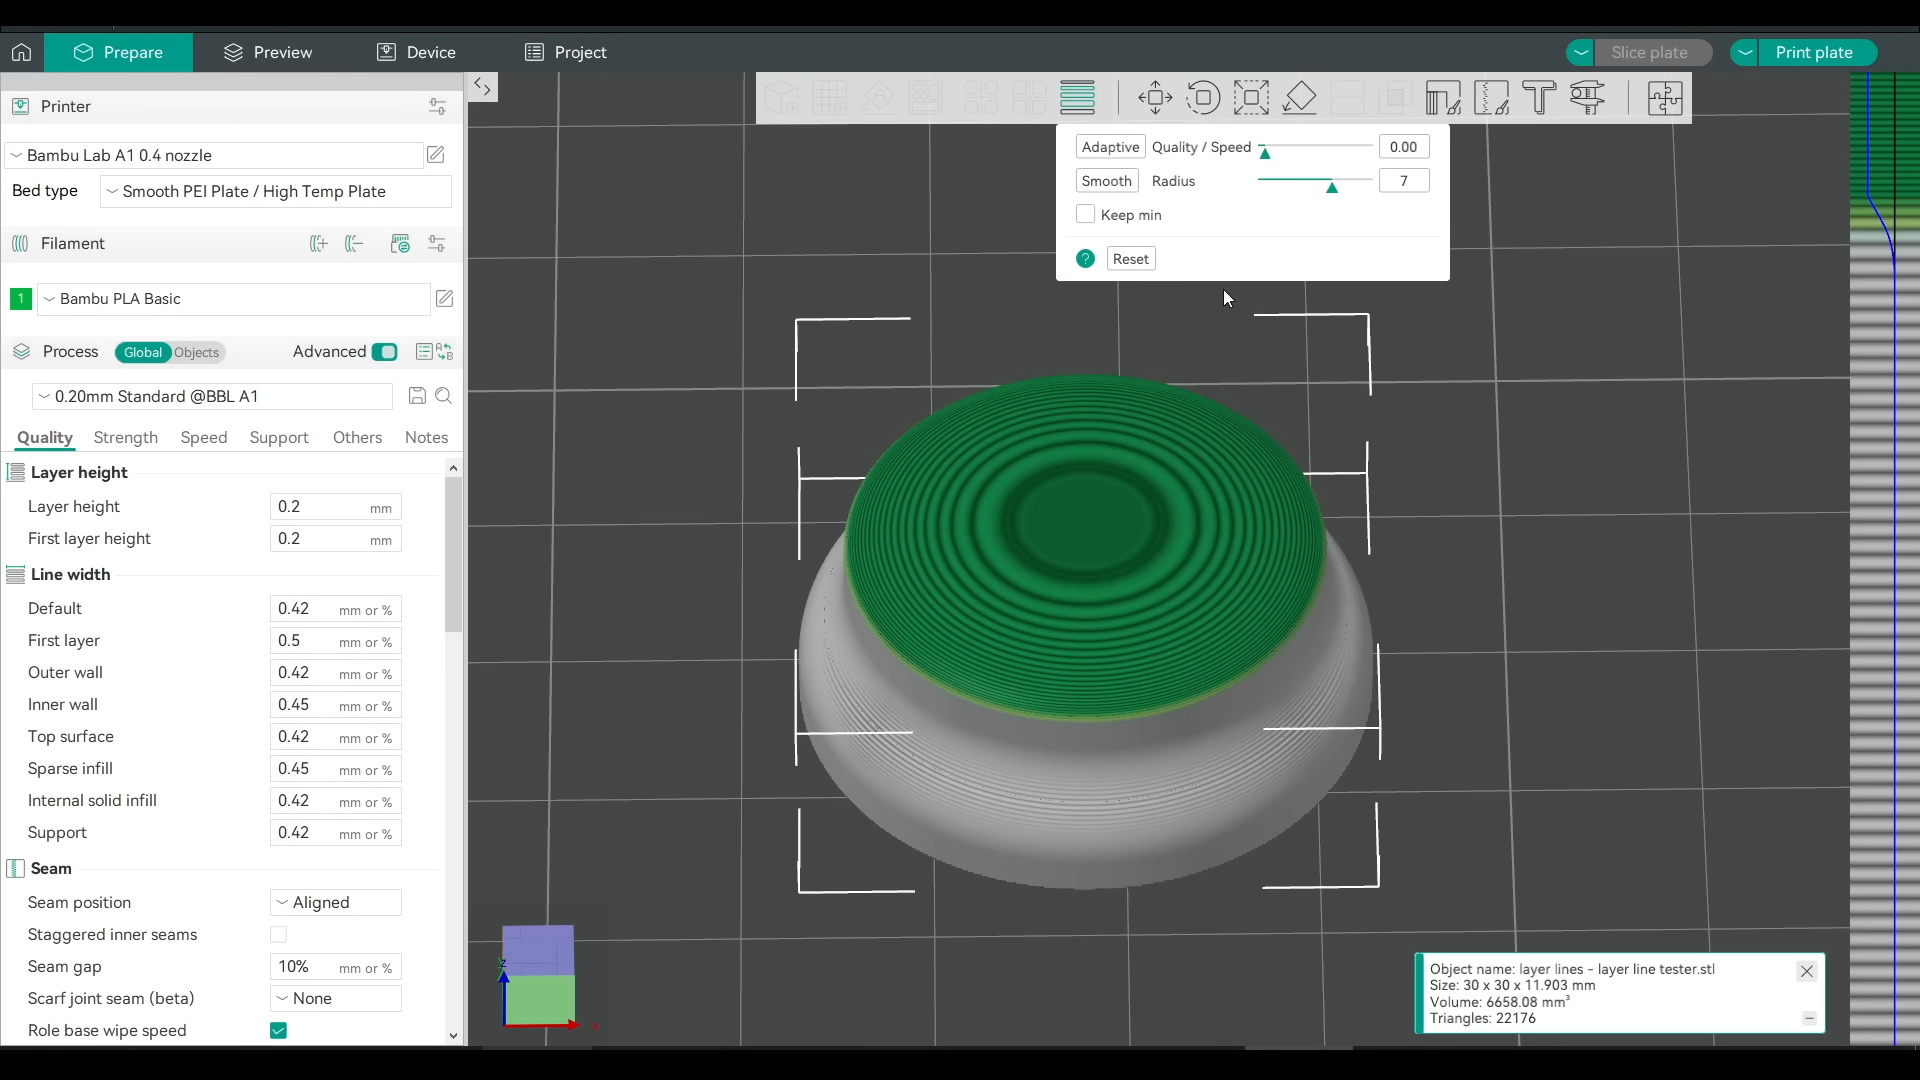 Prepare
Preview
Device
Project
Slice plate
Print plate
Printer
Bambu Lab A1 0.4 nozzle
Bed type
Smooth PEI Plate / High Temp Plate
Filament
1
Bambu PLA Basic
Process
Global
Objects
Advanced
0.20mm Standard @BBL A1
Quality
Strength
Speed
Support
Others
Notes
Layer height
Layer height 0.2 mm
First layer height 0.2 mm
Line width
Default 0.42 mm or %
First layer 0.5 mm or %
Outer wall 0.42 mm or %
Inner wall 0.45 mm or %
Top surface 0.42 mm or %
Sparse infill 0.45 mm or %
Internal solid infill 0.42 mm or %
Support 0.42 mm or %
Seam
Seam position Aligned
Staggered inner seams
Seam gap 10% mm or %
Scarf joint seam (beta) None
Role base wipe speed
Adaptive Quality / Speed 0.00
Smooth Radius 7
Keep min
? Reset
z
x
Object name: layer lines - layer line tester.stl
Size: 30 x 30 x 11.903 mm
Volume: 6658.08 mm³
Triangles: 22176